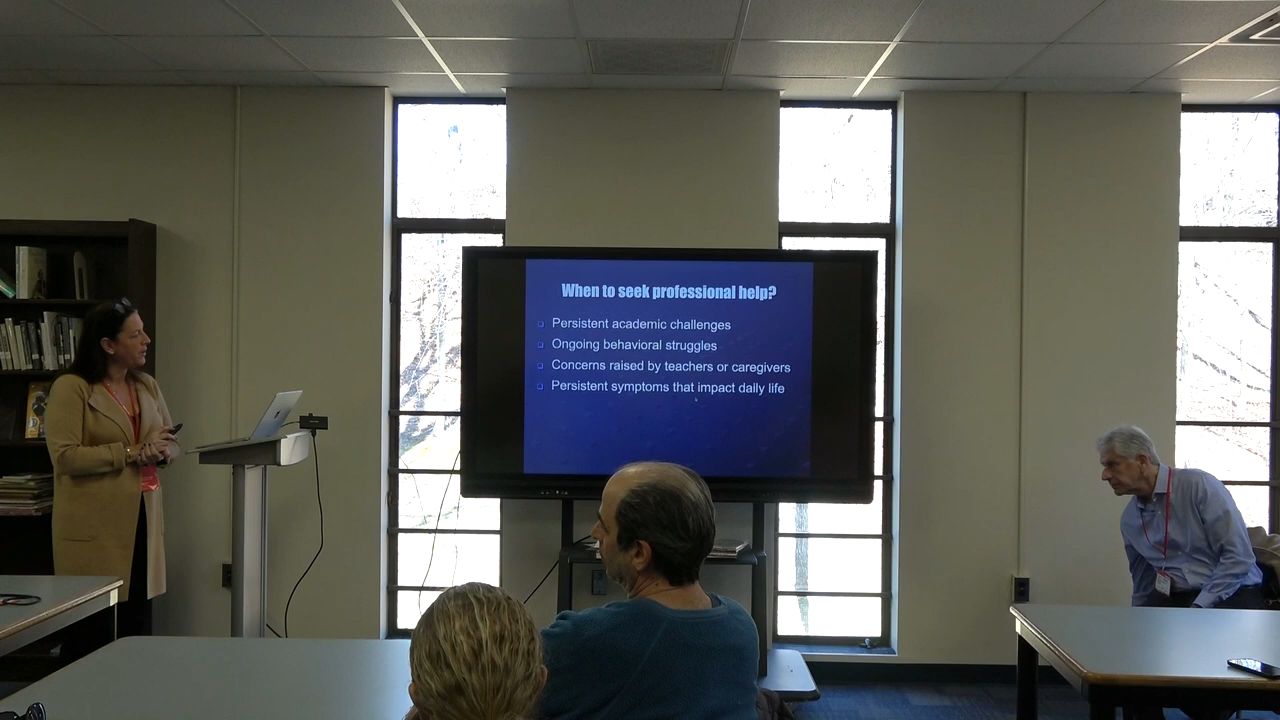 When to seek professional help?
Persistent academic challenges
Ongoing behavioral struggles
Concerns raised by teachers or caregivers
Persistent symptoms that impact daily life